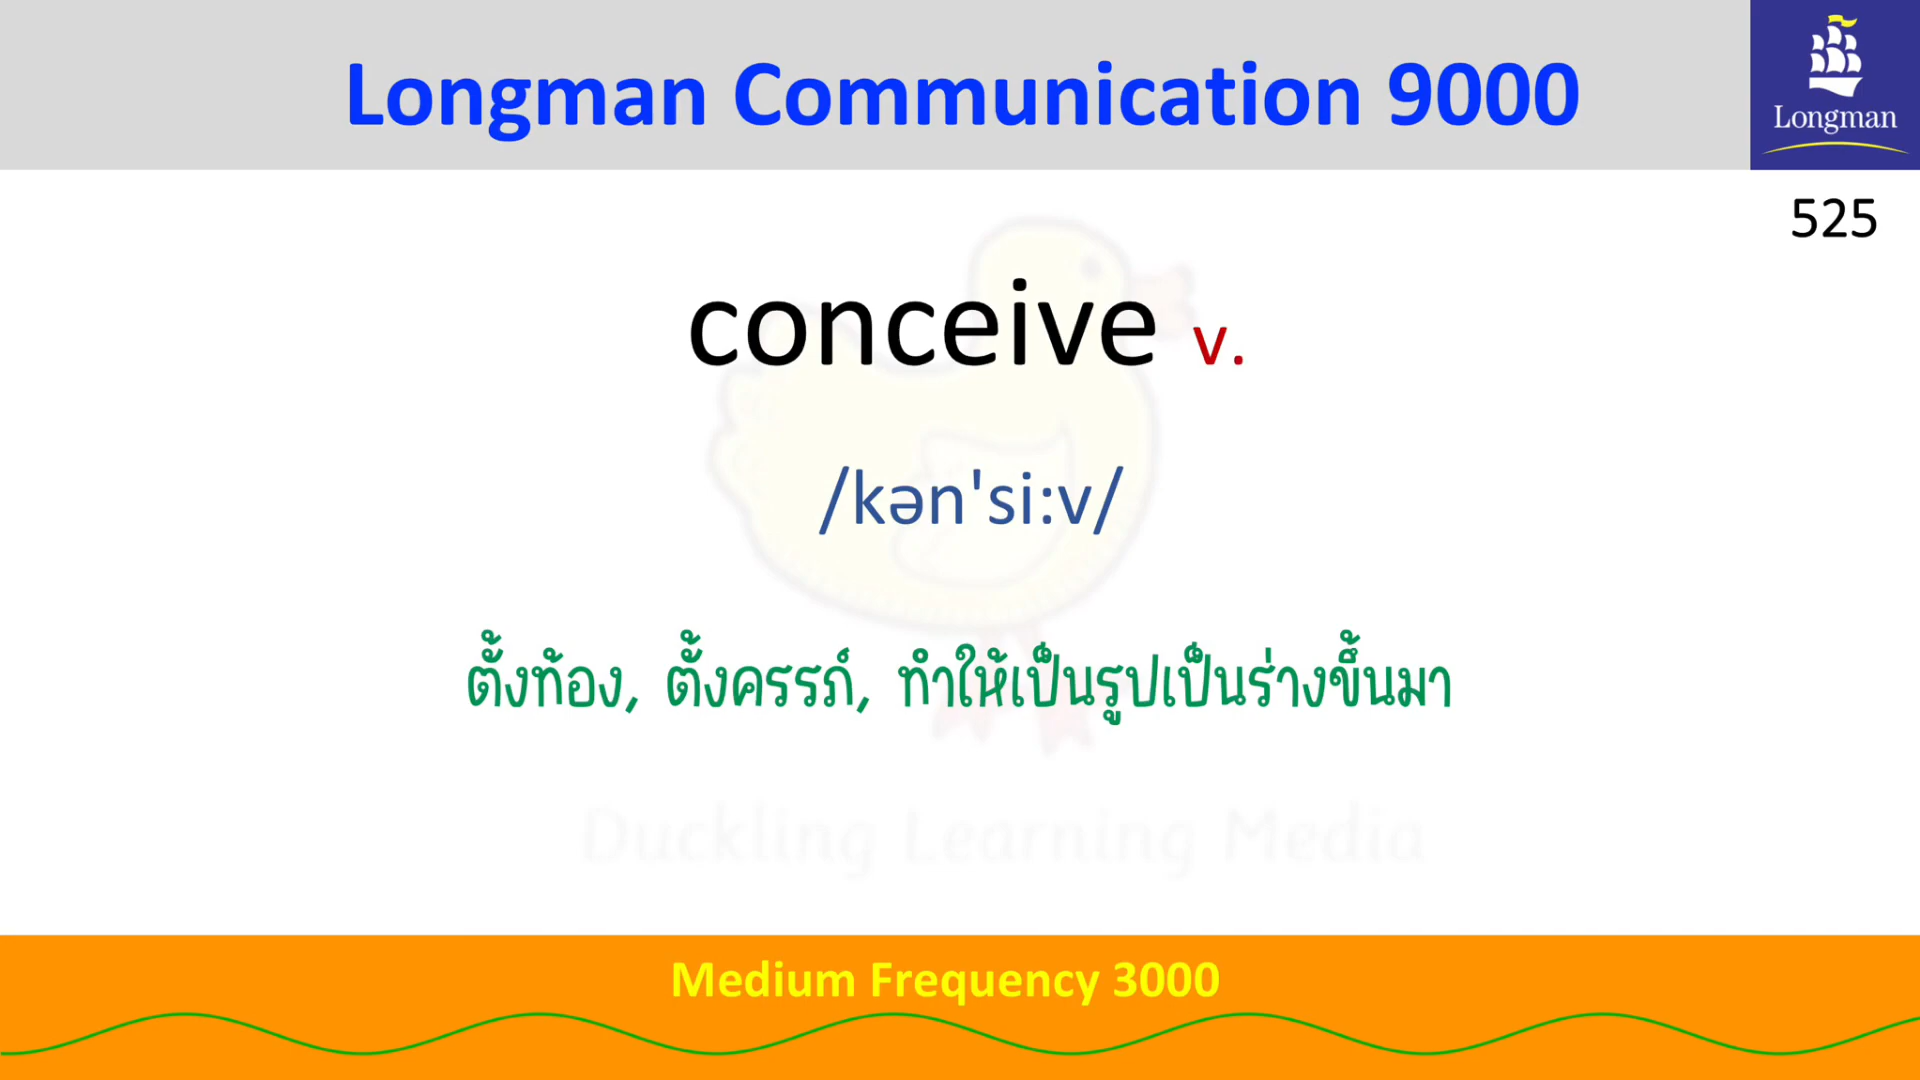 Longman Communication 9000
Longman
525
conceive v.
/kən'si:v/
ตั้งท้อง, ตั้งครรภ์, ทำให้เป็นรูปเป็นร่างขึ้นมา
Duckling Learning Media
Medium Frequency 3000